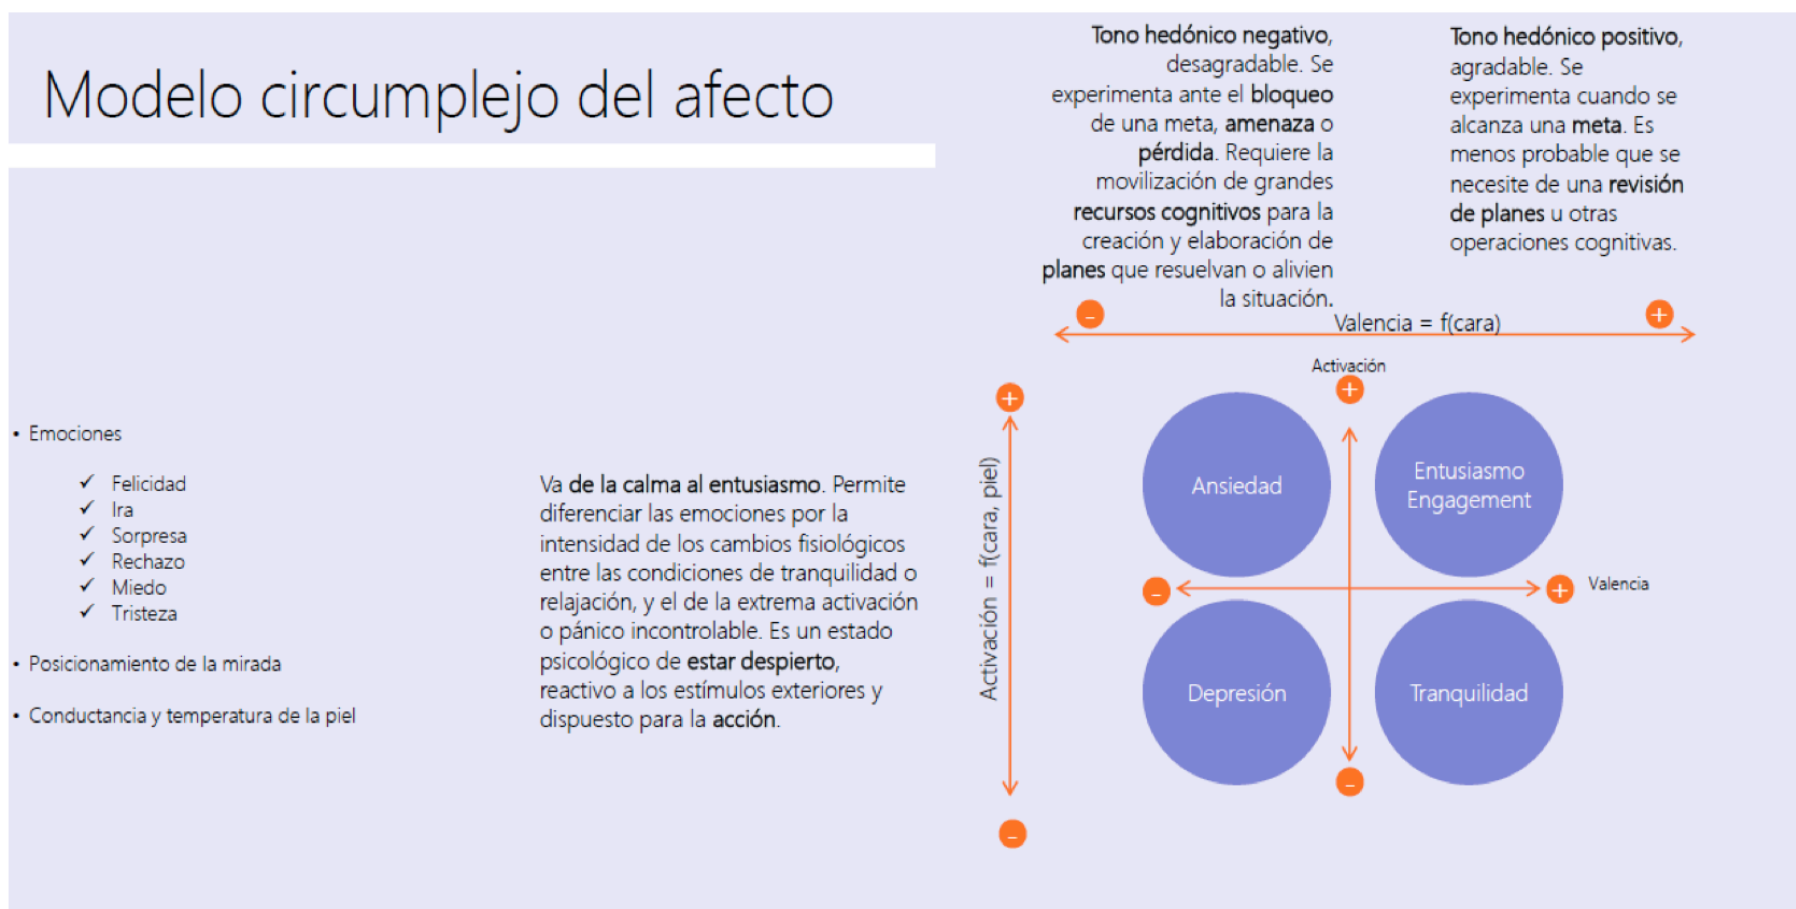 Modelo circumplejo del afecto
Tono hedónico negativo,
desagradable. Se
experimenta ante el bloqueo
de una meta, amenaza o
pérdida. Requiere la
movilización de grandes
recursos cognitivos para la
creación y elaboración de
planes que resuelvan o alivien
la situación.
Tono hedónico positivo,
agradable. Se
experimenta cuando se
alcanza una meta. Es
menos probable que se
necesite de una revisión
de planes u otras
operaciones cognitivas.
-
Valencia = f(cara)
+
• Emociones
✓ Felicidad
✓ Ira
✓ Sorpresa
✓ Rechazo
✓ Miedo
✓ Tristeza
• Posicionamiento de la mirada
• Conductancia y temperatura de la piel
Va de la calma al entusiasmo. Permite
diferenciar las emociones por la
intensidad de los cambios fisiológicos
entre las condiciones de tranquilidad o
relajación, y el de la extrema activación
o pánico incontrolable. Es un estado
psicológico de estar despierto,
reactivo a los estímulos exteriores y
dispuesto para la acción.
+
Activación = f(cara, piel)
-
Activación
+
Ansiedad
Entusiasmo
Engagement
-
+
Valencia
Depresión
Tranquilidad
-